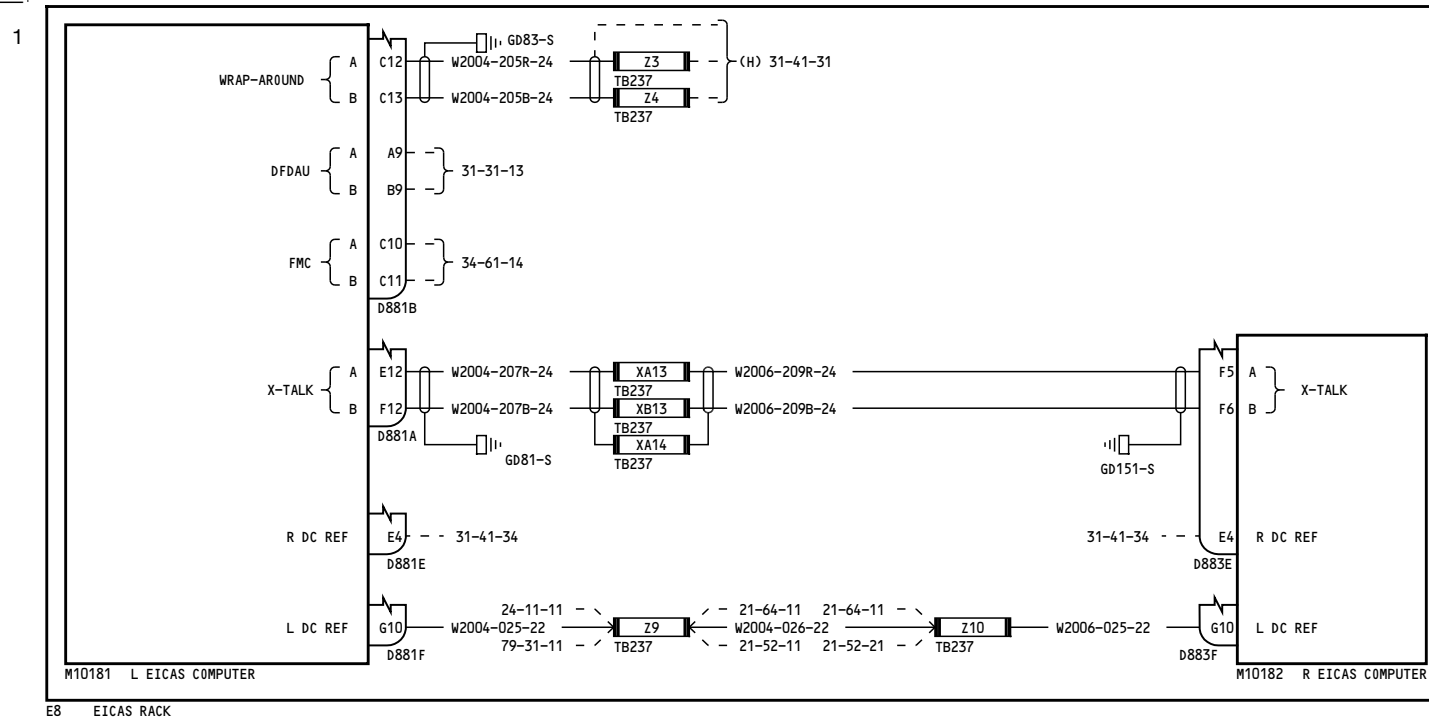 1
GD83-S
A C12 W2004-205R-24 Z3 (H) 31-41-31
WRAP-AROUND TB237
B C13 W2004-205B-24 Z4
TB237
A A9
DFDAU 31-31-13
B B9
A C10
FMC 34-61-14
B C11
D881B
A E12 W2004-207R-24 XA13 W2006-209R-24 F5 A
X-TALK TB237 X-TALK
B F12 W2004-207B-24 XB13 W2006-209B-24 F6 B
D881A TB237
GD81-S XA14 GD151-S
TB237
R DC REF E4 31-41-34 31-41-34 E4 R DC REF
D881E D883E
24-11-11 21-64-11 21-64-11
L DC REF G10 W2004-025-22 Z9 W2004-026-22 Z10 W2006-025-22 G10 L DC REF
79-31-11 TB237 21-52-11 21-52-21 TB237
D881F D883F
M10181 L EICAS COMPUTER M10182 R EICAS COMPUTER
E8 EICAS RACK